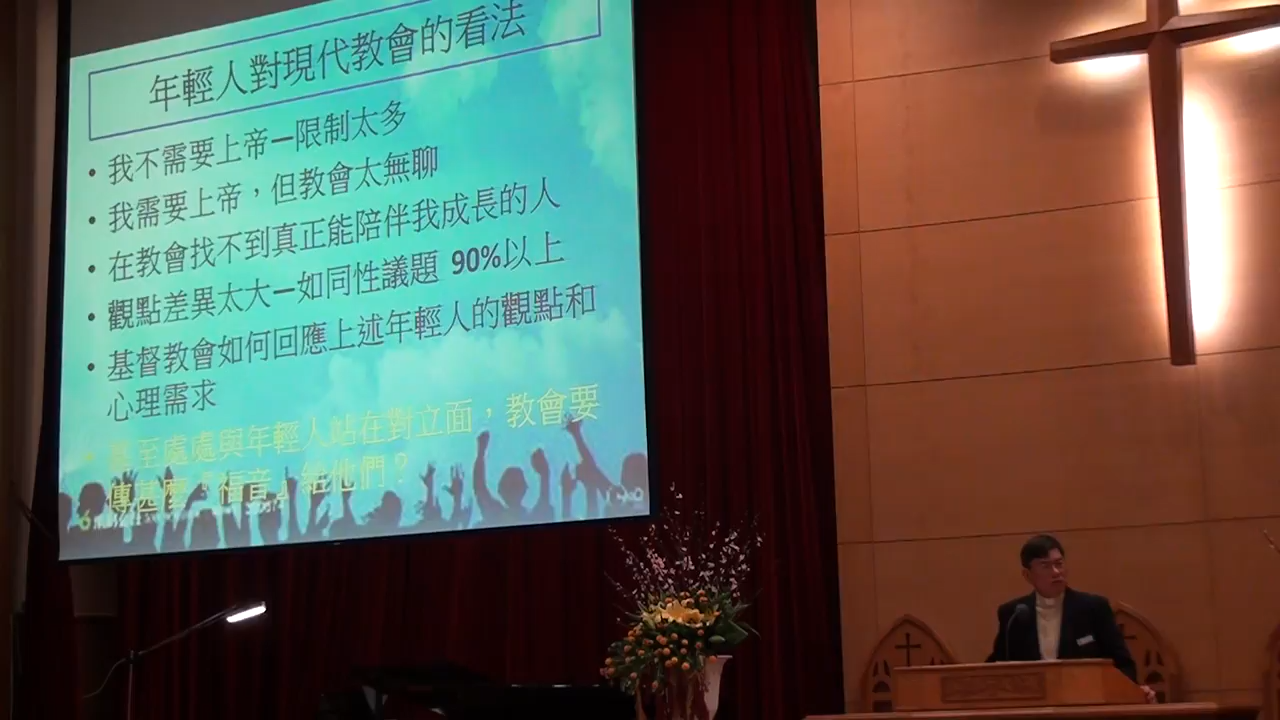 年輕人對現代教會的看法
• 我不需要上帝—限制太多
• 我需要上帝，但教會太無聊
• 在教會找不到真正能陪伴我成長的人
• 觀點差異太大—如同性議題 90%以上
• 基督教會如何回應上述年輕人的觀點和
心理需求
• 甚至處處與年輕人站在對立面，教會要
傳甚麼『福音』給他們？